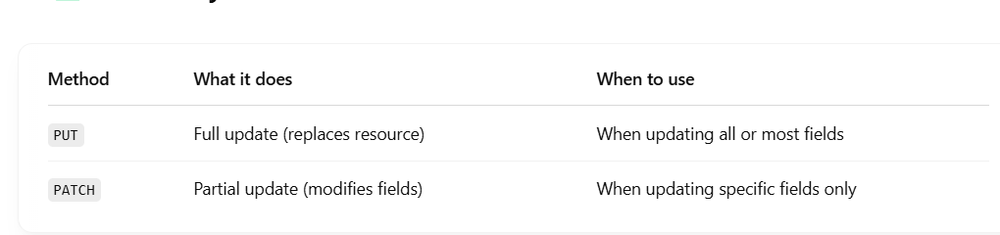 Method What it does When to use
PUT Full update (replaces resource) When updating all or most fields
PATCH Partial update (modifies fields) When updating specific fields only